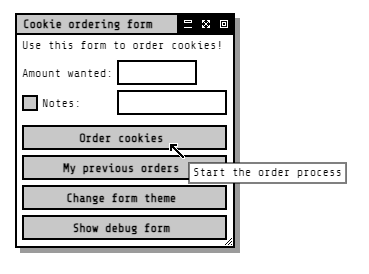 Cookie ordering form
Use this form to order cookies!
Amount wanted:
Notes:
Order cookies
My previous orders
Start the order process
Change form theme
Show debug form